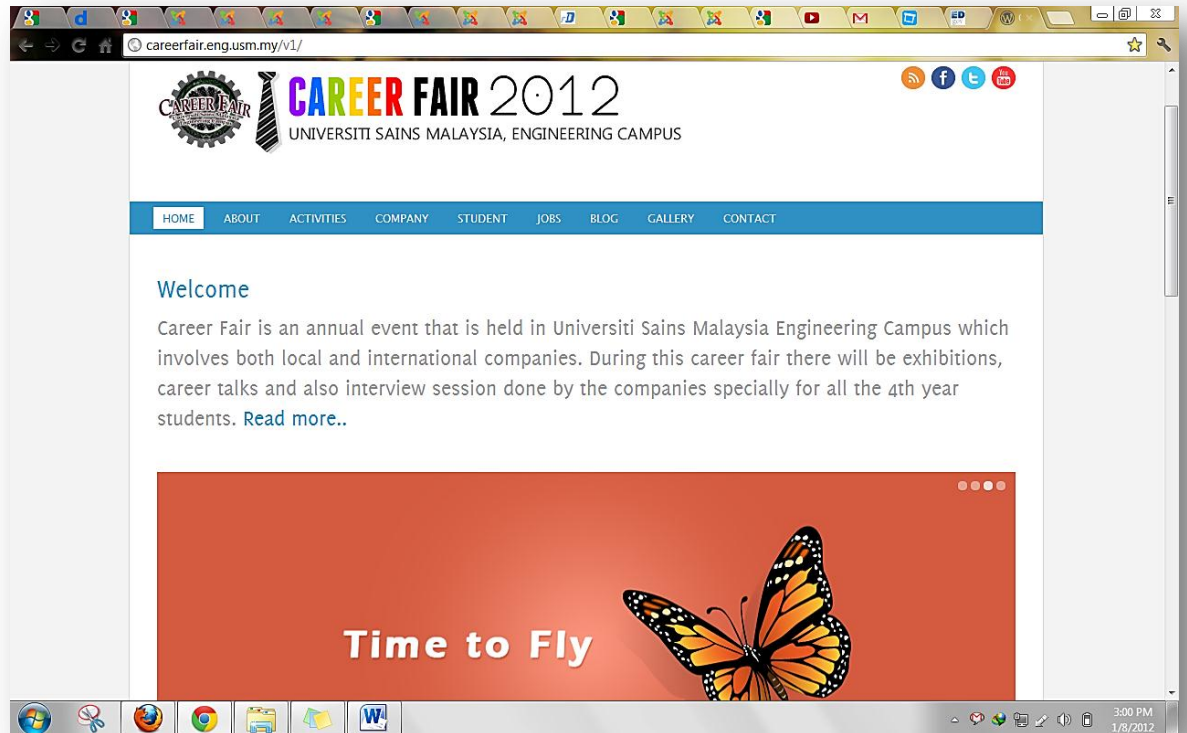 careerfair.eng.usm.my/v1/
CAREER FAIR
CAREER FAIR 2012
UNIVERSITI SAINS MALAYSIA, ENGINEERING CAMPUS
You
Tube
HOME ABOUT ACTIVITIES COMPANY STUDENT JOBS BLOG GALLERY CONTACT
Welcome
Career Fair is an annual event that is held in Universiti Sains Malaysia Engineering Campus which
involves both local and international companies. During this career fair there will be exhibitions,
career talks and also interview session done by the companies specially for all the 4th year
students. Read more..
Time to Fly
3:00 PM
1/8/2012